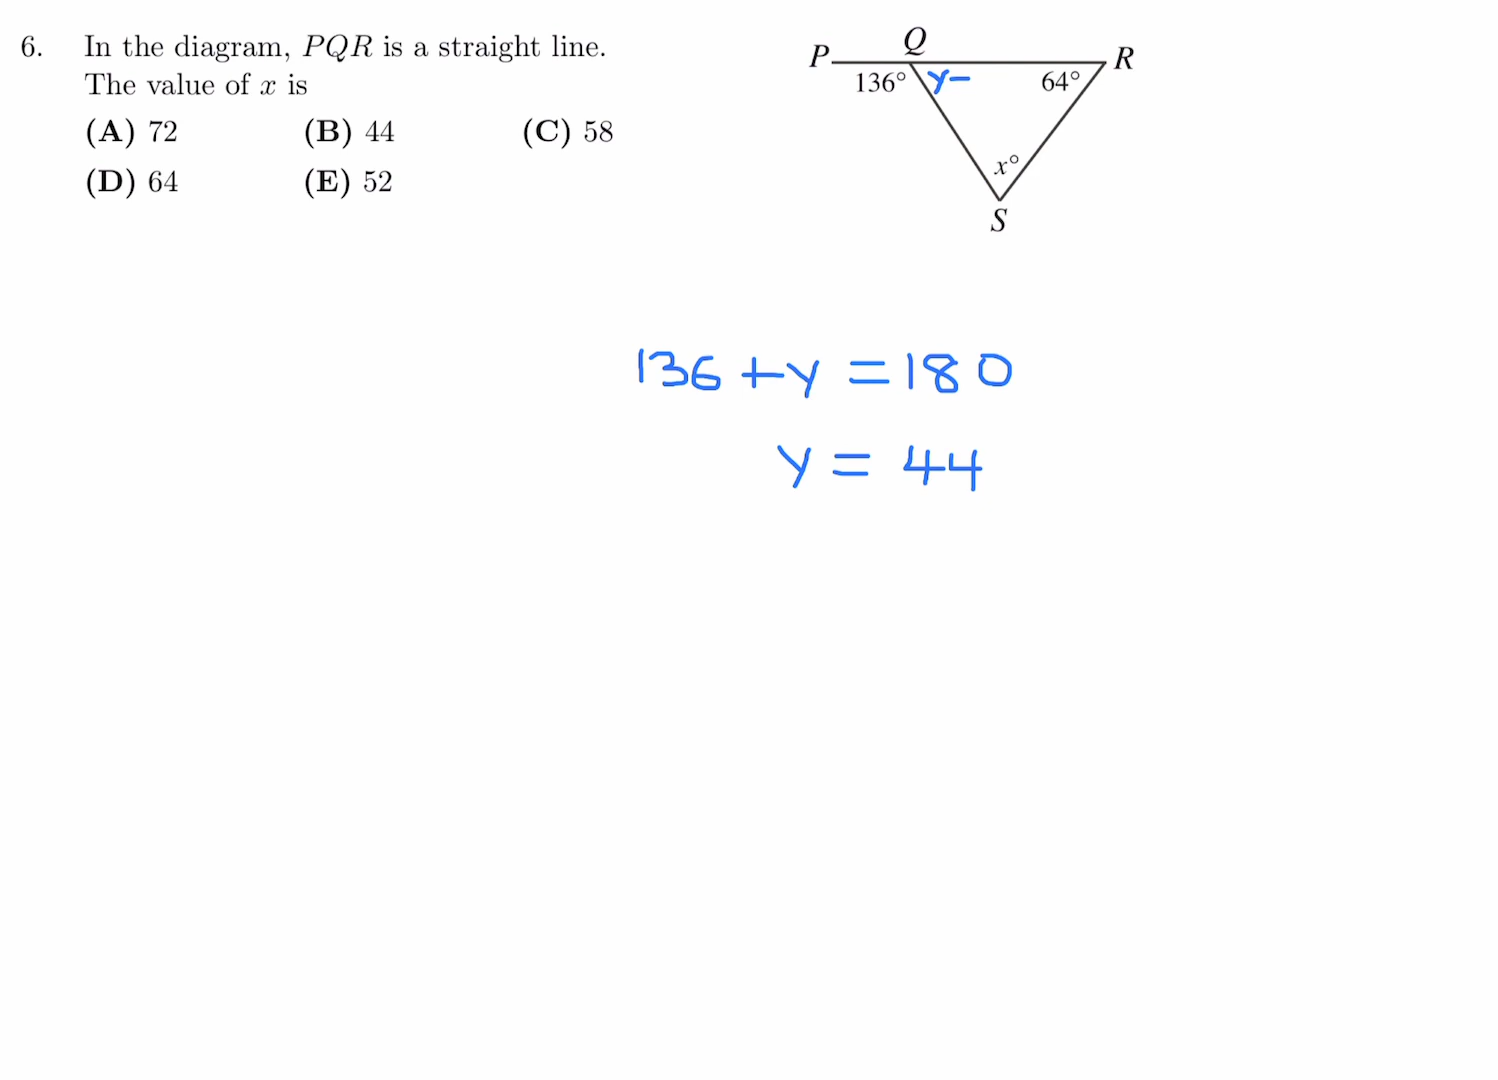 6. In the diagram, PQR is a straight line.
The value of x is
(A) 72 (B) 44 (C) 58
(D) 64 (E) 52
P Q R
136° y 64°
x°
S
136 + y = 180
y = 44